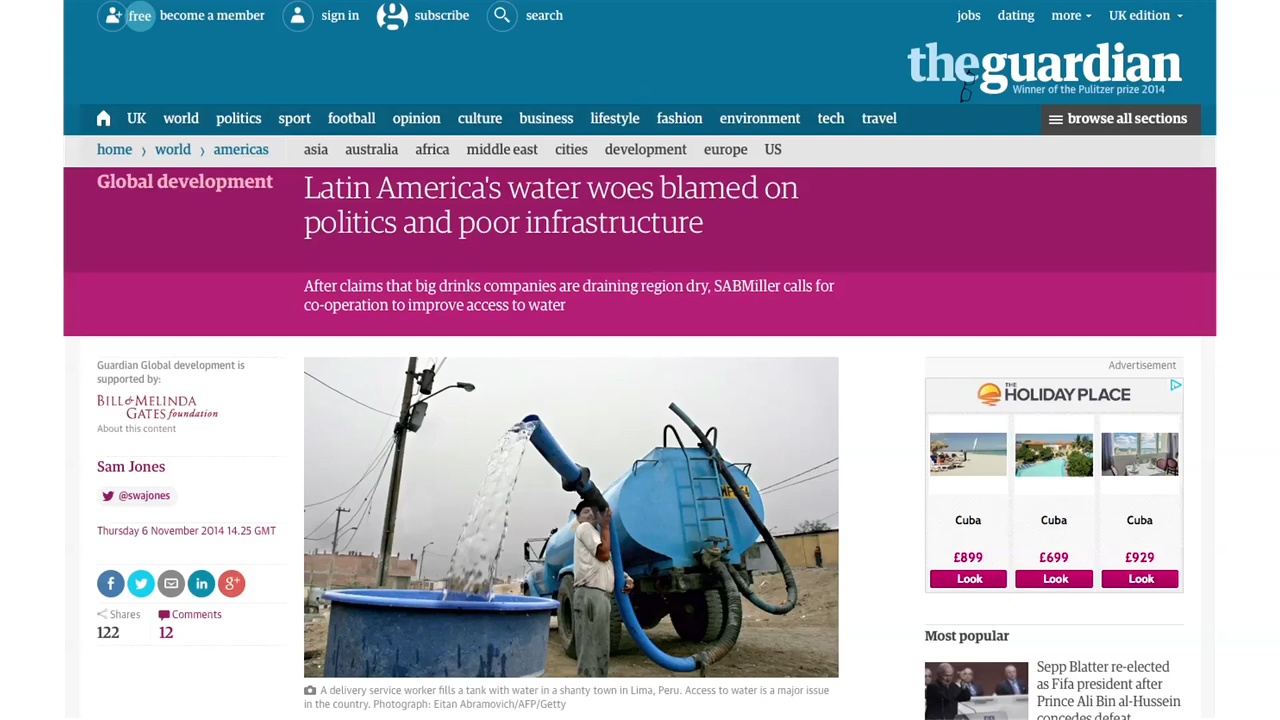 free become a member sign in subscribe search jobs dating more UK edition
theguardian
Winner of the Pulitzer prize 2014
UK world politics sport football opinion culture business lifestyle fashion environment tech travel browse all sections
home › world › americas asia australia africa middle east cities development europe US
Global development
Latin America's water woes blamed on
politics and poor infrastructure
After claims that big drinks companies are draining region dry, SABMiller calls for
co-operation to improve access to water
Guardian Global development is
supported by:
BILL & MELINDA
GATES foundation
About this content
Sam Jones
@swajones
Thursday 6 November 2014 14.25 GMT
Shares Comments
122 12
A delivery service worker fills a tank with water in a shanty town in Lima, Peru. Access to water is a major issue
in the country. Photograph: Eitan Abramovich/AFP/Getty
Advertisement
THE HOLIDAY PLACE
Cuba Cuba Cuba
£899 £699 £929
Look Look Look
Most popular
Sepp Blatter re-elected
as Fifa president after
Prince Ali Bin al-Hussein
concedes defeat